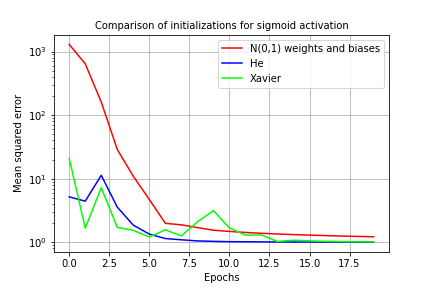 Comparison of initializations for sigmoid activation
N(0,1) weights and biases
He
Xavier
Mean squared error
10³
10²
10¹
10⁰
0.0 2.5 5.0 7.5 10.0 12.5 15.0 17.5
Epochs